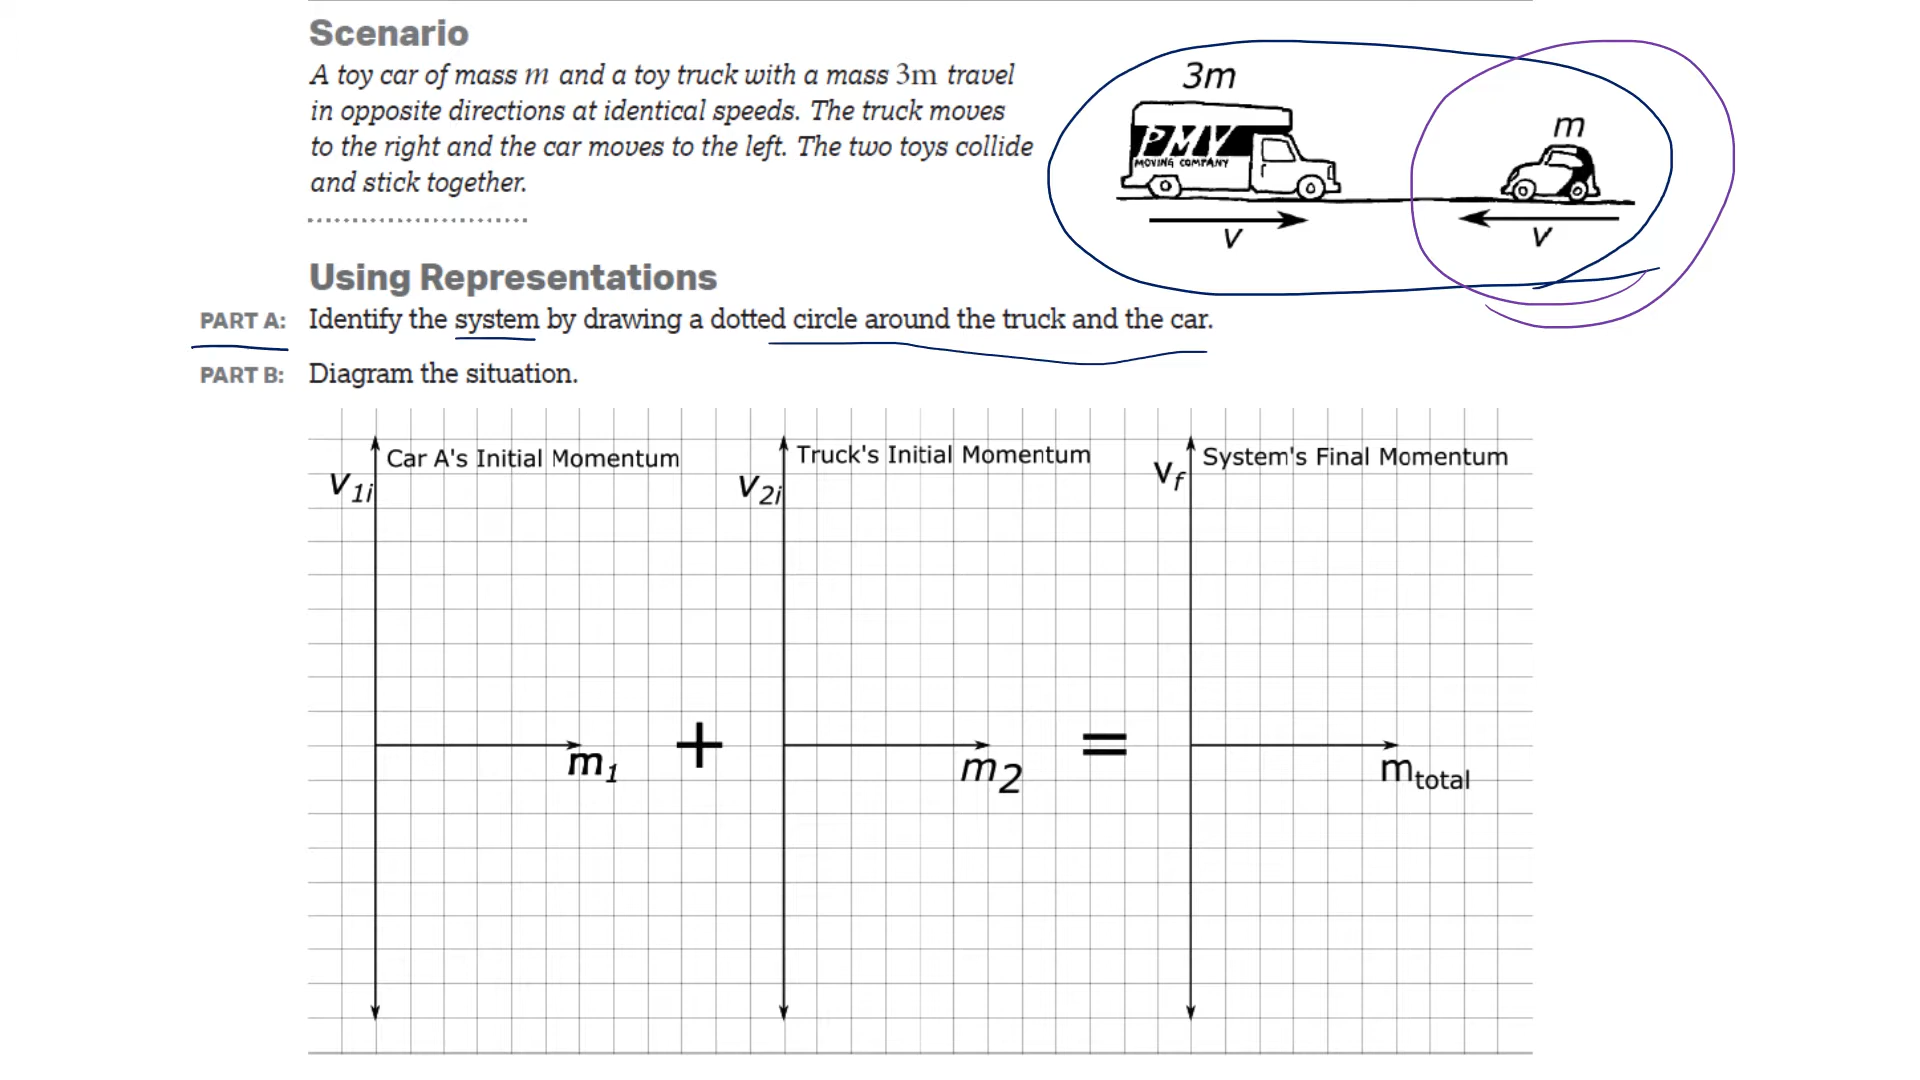 Scenario
A toy car of mass m and a toy truck with a mass 3m travel
in opposite directions at identical speeds. The truck moves
to the right and the car moves to the left. The two toys collide
and stick together.
3m
PMV
MOVING COMPANY
m
v
v
Using Representations
PART A: Identify the system by drawing a dotted circle around the truck and the car.
PART B: Diagram the situation.
Car A's Initial Momentum
V1i
m1
+
Truck's Initial Momentum
V2i
m2
=
System's Final Momentum
Vf
mtotal